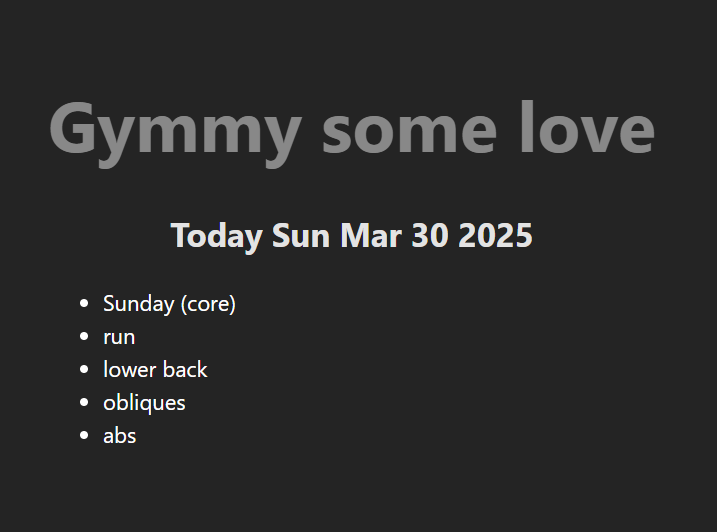 Gymmy some love
Today Sun Mar 30 2025
• Sunday (core)
• run
• lower back
• obliques
• abs